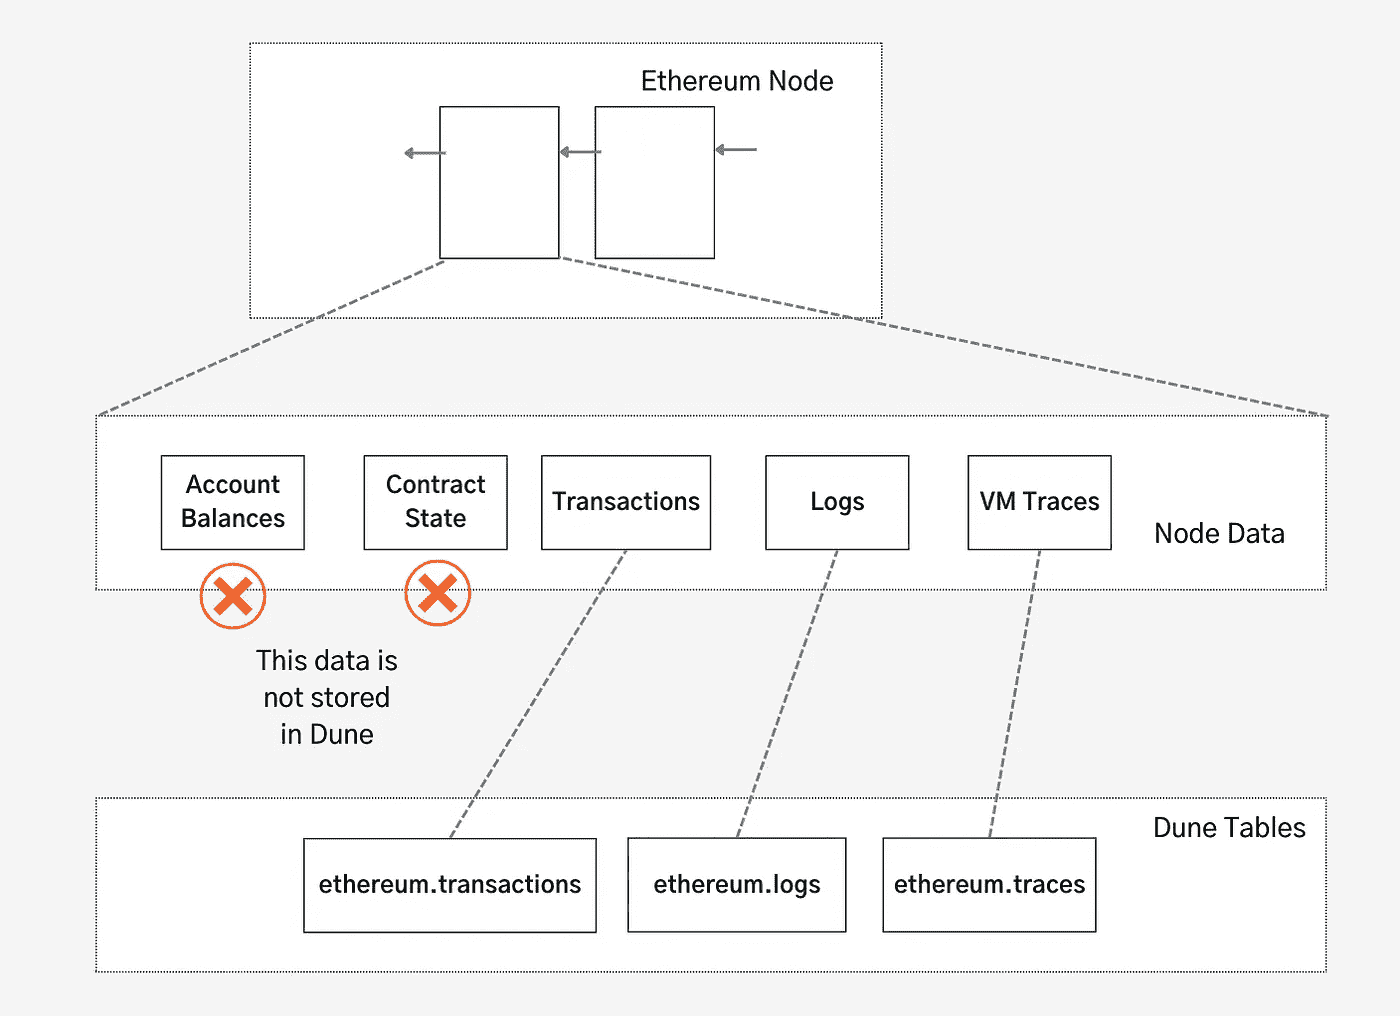 Ethereum Node
Account
Balances
Contract
State
Transactions
Logs
VM Traces
Node Data
This data is
not stored
in Dune
Dune Tables
ethereum.transactions
ethereum.logs
ethereum.traces